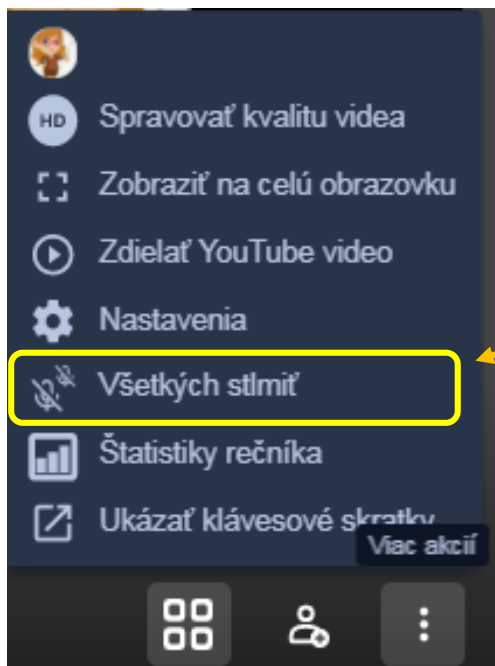 HD
Spravovať kvalitu videa
Zobraziť na celú obrazovku
Zdielať YouTube video
Nastavenia
Všetkých stlmiť
Štatistiky rečníka
Ukázať klávesové skratky
Viac akcií